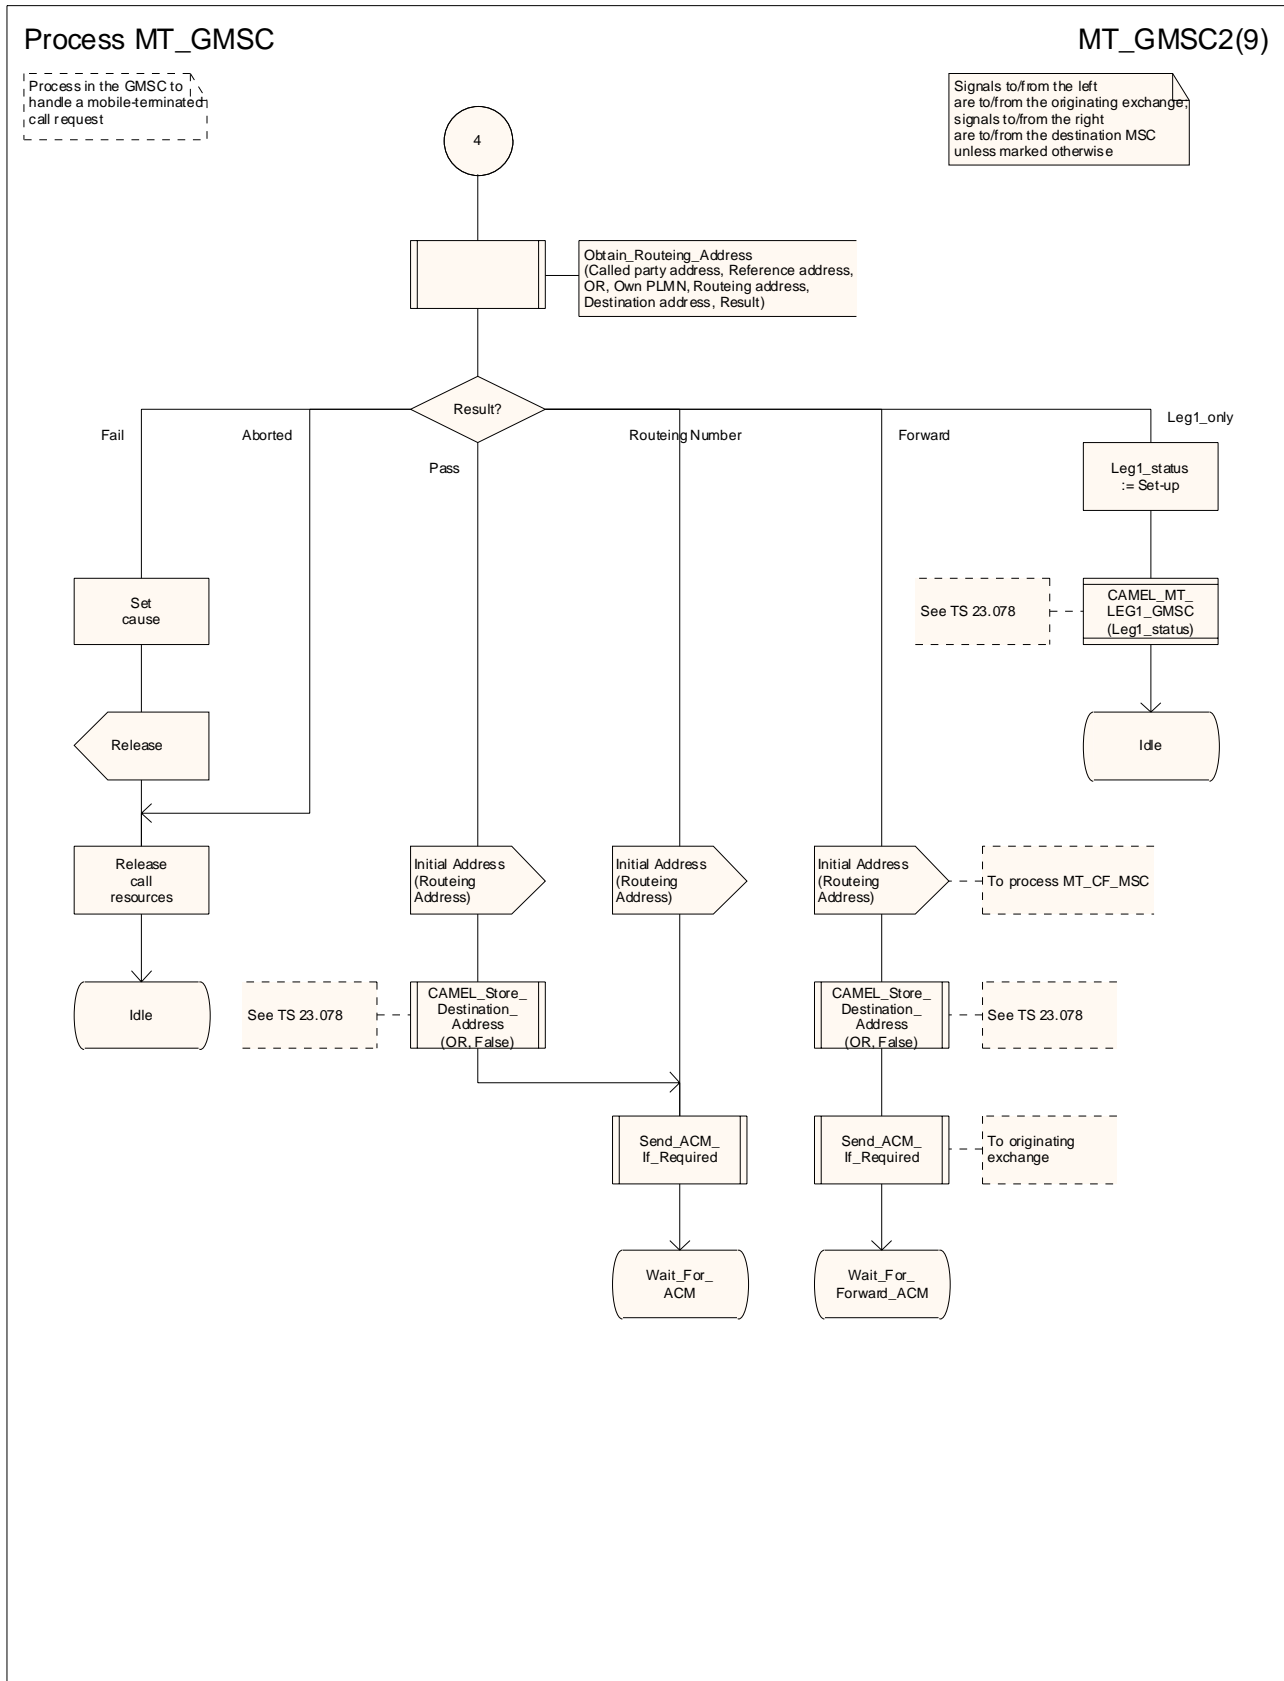 Process MT_GMSC
MT_GMSC2(9)
Process in the GMSC to
handle a mobile-terminated
call request
Signals to/from the left
are to/from the originating exchange;
signals to/from the right
are to/from the destination MSC
unless marked otherwise
4
Obtain_Routeing_Address
(Called party address, Reference address,
OR, Own PLMN, Routeing address,
Destination address, Result)
Result?
Fail
Aborted
Pass
Routeing Number
Forward
Leg1_only
Leg1_status
:= Set-up
Set
cause
See TS 23.078
CAMEL_MT_
LEG1_GMSC
(Leg1_status)
Release
Idle
Release
call
resources
Initial Address
(Routeing
Address)
Initial Address
(Routeing
Address)
Initial Address
(Routeing
Address)
To process MT_CF_MSC
Idle
See TS 23.078
CAMEL_Store_
Destination_
Address
(OR, False)
CAMEL_Store_
Destination_
Address
(OR, False)
See TS 23.078
Send_ACM_
If_Required
Send_ACM_
If_Required
To originating
exchange
Wait_For_
ACM
Wait_For_
Forward_ACM